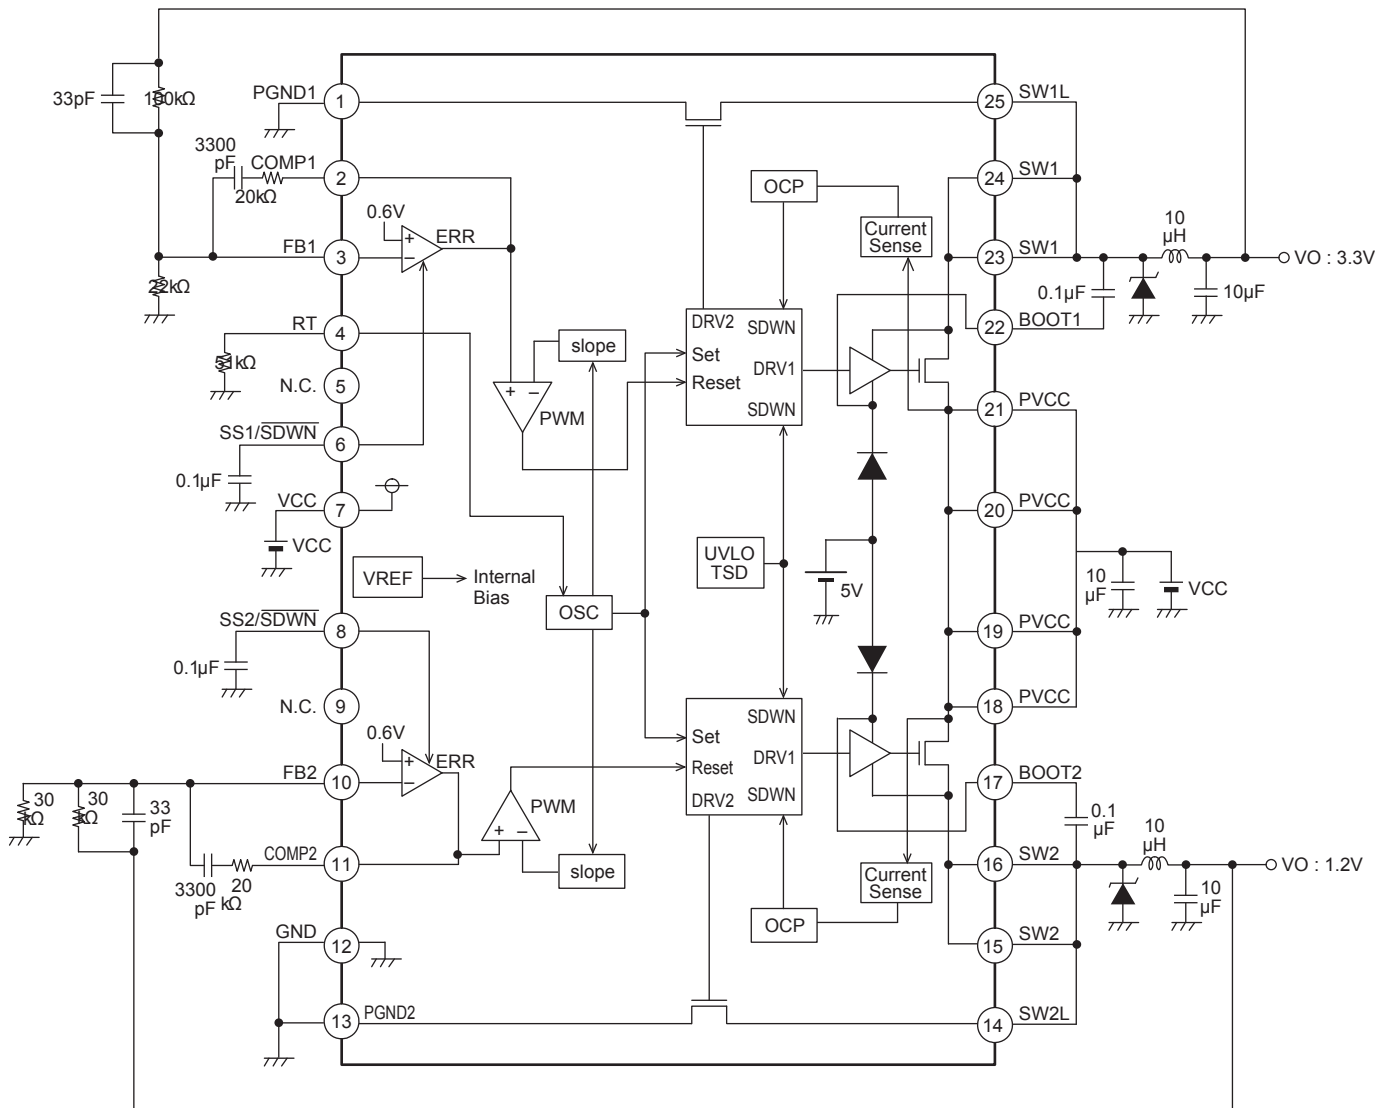 33pF
100kΩ
3300
pF
20kΩ
22kΩ
PGND1
1
COMP1
2
FB1
3
RT
4
51kΩ
N.C.
5
SS1/SDWN
6
0.1µF
VCC
7
VCC
SS2/SDWN
8
0.1µF
N.C.
9
FB2
10
COMP2
11
GND
12
13
PGND2
30
kΩ
30
kΩ
33
pF
3300
pF
20
kΩ
0.6V
+
−
ERR
+ −
PWM
slope
VREF
Internal
Bias
OSC
0.6V
+
−
ERR
+ −
PWM
slope
OCP
Current
Sense
DRV2
SDWN
Set
DRV1
Reset
SDWN
UVLO
TSD
5V
SDWN
Set
DRV1
Reset
SDWN
DRV2
Current
Sense
OCP
25
SW1L
24
SW1
23
SW1
22
BOOT1
21
PVCC
20
PVCC
19
PVCC
18
PVCC
17
BOOT2
16
SW2
15
SW2
14
SW2L
10
µH
VO : 3.3V
0.1µF
10µF
10
µF
VCC
0.1
µF
10
µH
VO : 1.2V
10
µF